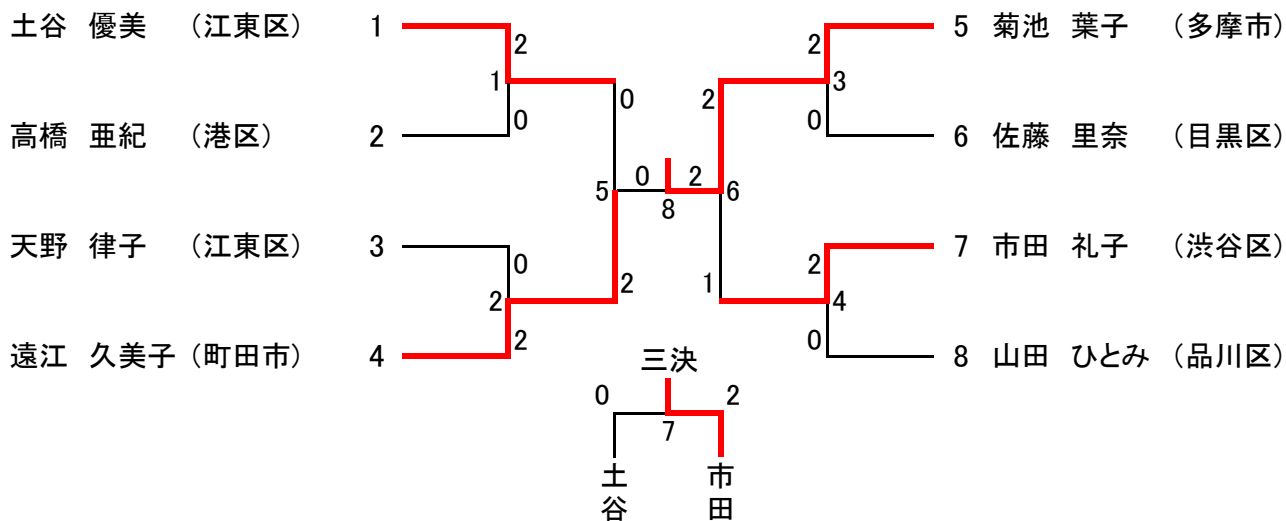 土谷 優美 （江東区） 1 2 2 5 菊池 葉子 （多摩市）
1 0 2 3
高橋 亜紀 （港区） 2 0 0 6 佐藤 里奈 （目黒区）
5 0 2 6
8
天野 律子 （江東区） 3 0 2 7 市田 礼子 （渋谷区）
2 2 1 4
遠江 久美子 （町田市） 4 2 0 8 山田 ひとみ （品川区）
三決
0 2
7
土谷 市田